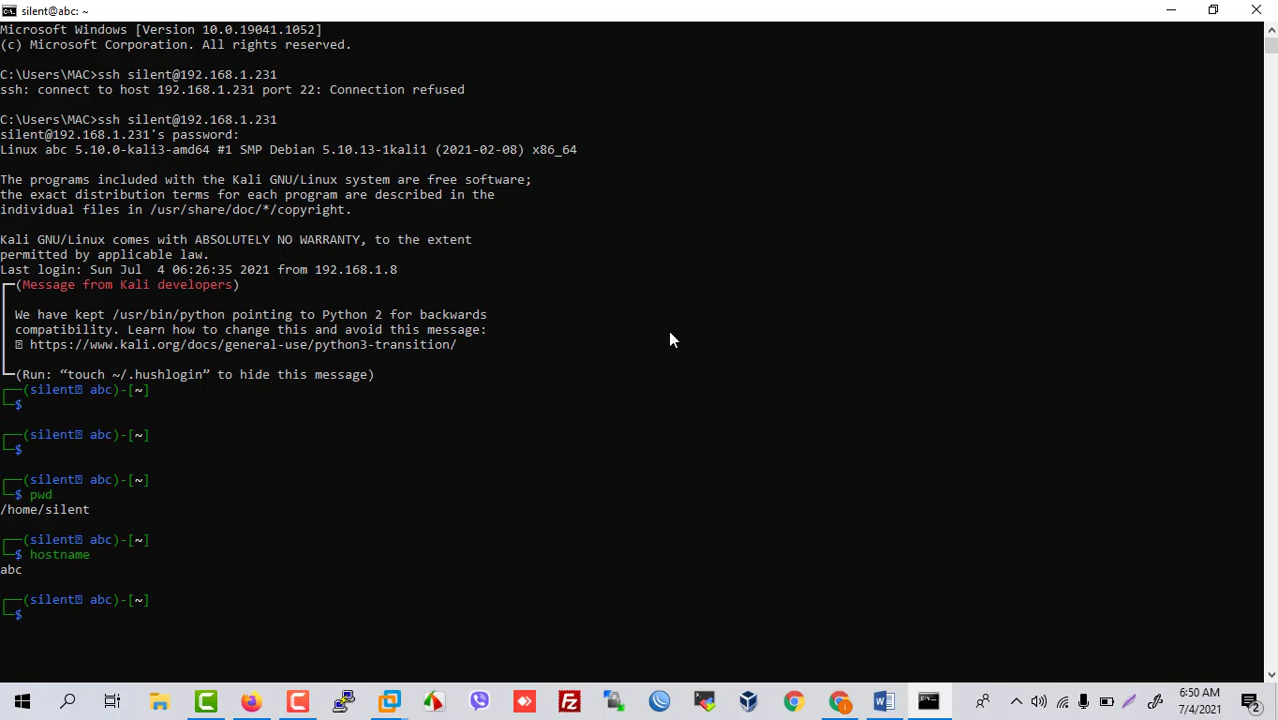 silent@abc: ~
Microsoft Windows [Version 10.0.19041.1052]
(c) Microsoft Corporation. All rights reserved.
C:\Users\MAC>ssh silent@192.168.1.231
ssh: connect to host 192.168.1.231 port 22: Connection refused
C:\Users\MAC>ssh silent@192.168.1.231
silent@192.168.1.231's password:
Linux abc 5.10.0-kali3-amd64 #1 SMP Debian 5.10.13-1kali1 (2021-02-08) x86_64
The programs included with the Kali GNU/Linux system are free software;
the exact distribution terms for each program are described in the
individual files in /usr/share/doc/*/copyright.
Kali GNU/Linux comes with ABSOLUTELY NO WARRANTY, to the extent
permitted by applicable law.
Last login: Sun Jul  4 06:26:35 2021 from 192.168.1.8
┌─(Message from Kali developers)
│ We have kept /usr/bin/python pointing to Python 2 for backwards
│ compatibility. Learn how to change this and avoid this message:
│ ⍰ https://www.kali.org/docs/general-use/python3-transition/
└─(Run: “touch ~/.hushlogin” to hide this message)
┌──(silent⍰ abc)-[~]
└─$
┌──(silent⍰ abc)-[~]
└─$
┌──(silent⍰ abc)-[~]
└─$ pwd
/home/silent
┌──(silent⍰ abc)-[~]
└─$ hostname
abc
┌──(silent⍰ abc)-[~]
└─$
6:50 AM
7/4/2021
2